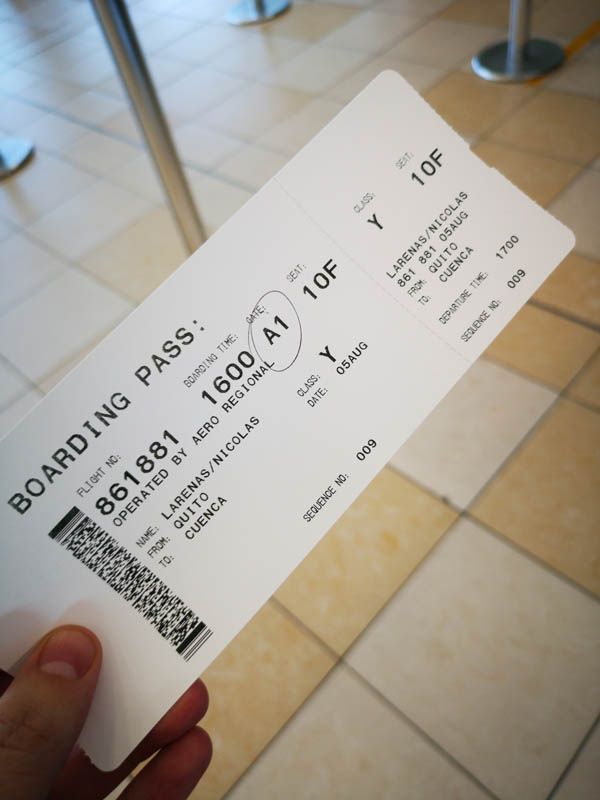 BOARDING PASS:
FLIGHT NO: BOARDING TIME: GATE: SEAT:
861881 1600 A1 10F
OPERATED BY AERO REGIONAL
CLASS: Y
NAME: LARENAS/NICOLAS
DATE: 05AUG
FROM: QUITO
TO: CUENCA
SEQUENCE NO: 009
CLASS: SEAT:
Y 10F
LARENAS/NICOLAS
861 881 05AUG
FROM: QUITO
TO: CUENCA
DEPARTURE TIME: 1700
SEQUENCE NO: 009